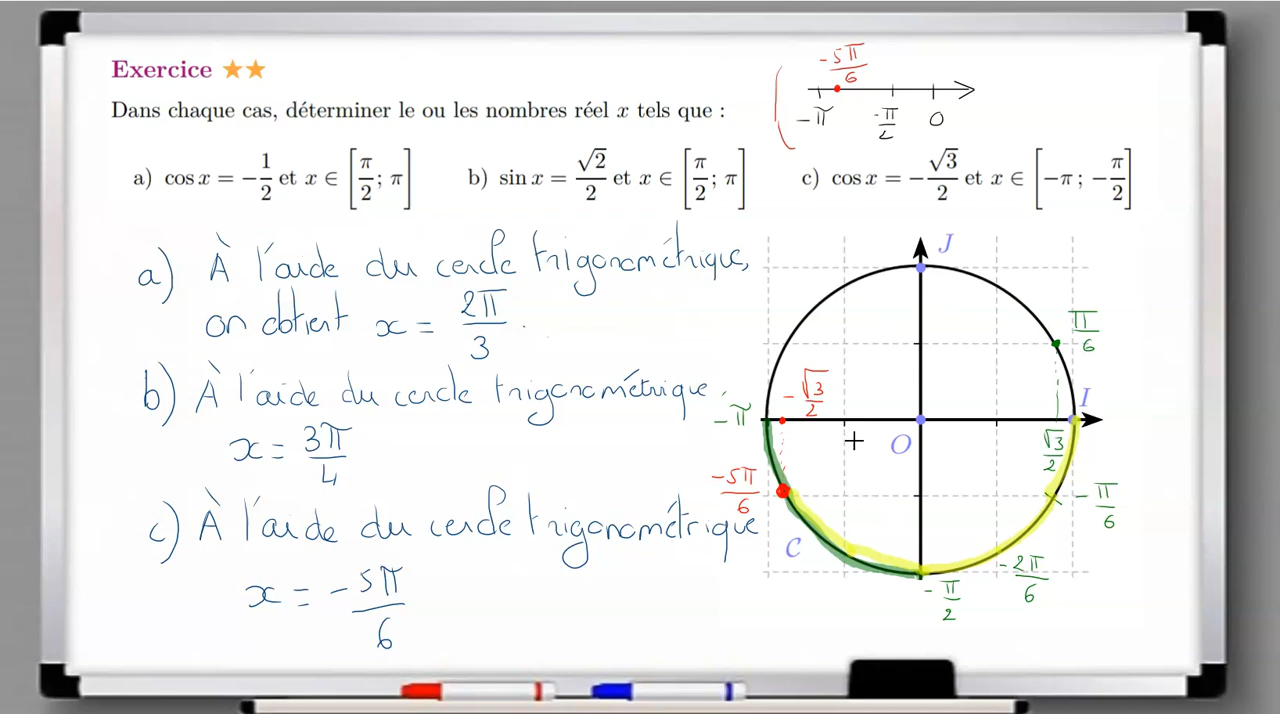 Exercice ★★
Dans chaque cas, déterminer le ou les nombres réel x tels que :
a) cos x = −1/2 et x ∈ [π/2 ; π]
b) sin x = √2/2 et x ∈ [π/2 ; π]
c) cos x = −√3/2 et x ∈ [−π ; −π/2]
-5π/6
-π -π/2 0
a) À l'aide du cercle trigonométrique,
on obtient x = 2π/3.
b) À l'aide du cercle trigonométrique.
x = 3π/4
c) À l'aide du cercle trigonométrique
x = -5π/6
J
π/6
-√3/2
-π
I
O
√3/2
-5π/6
-π/6
C
-2π/6
-π/2